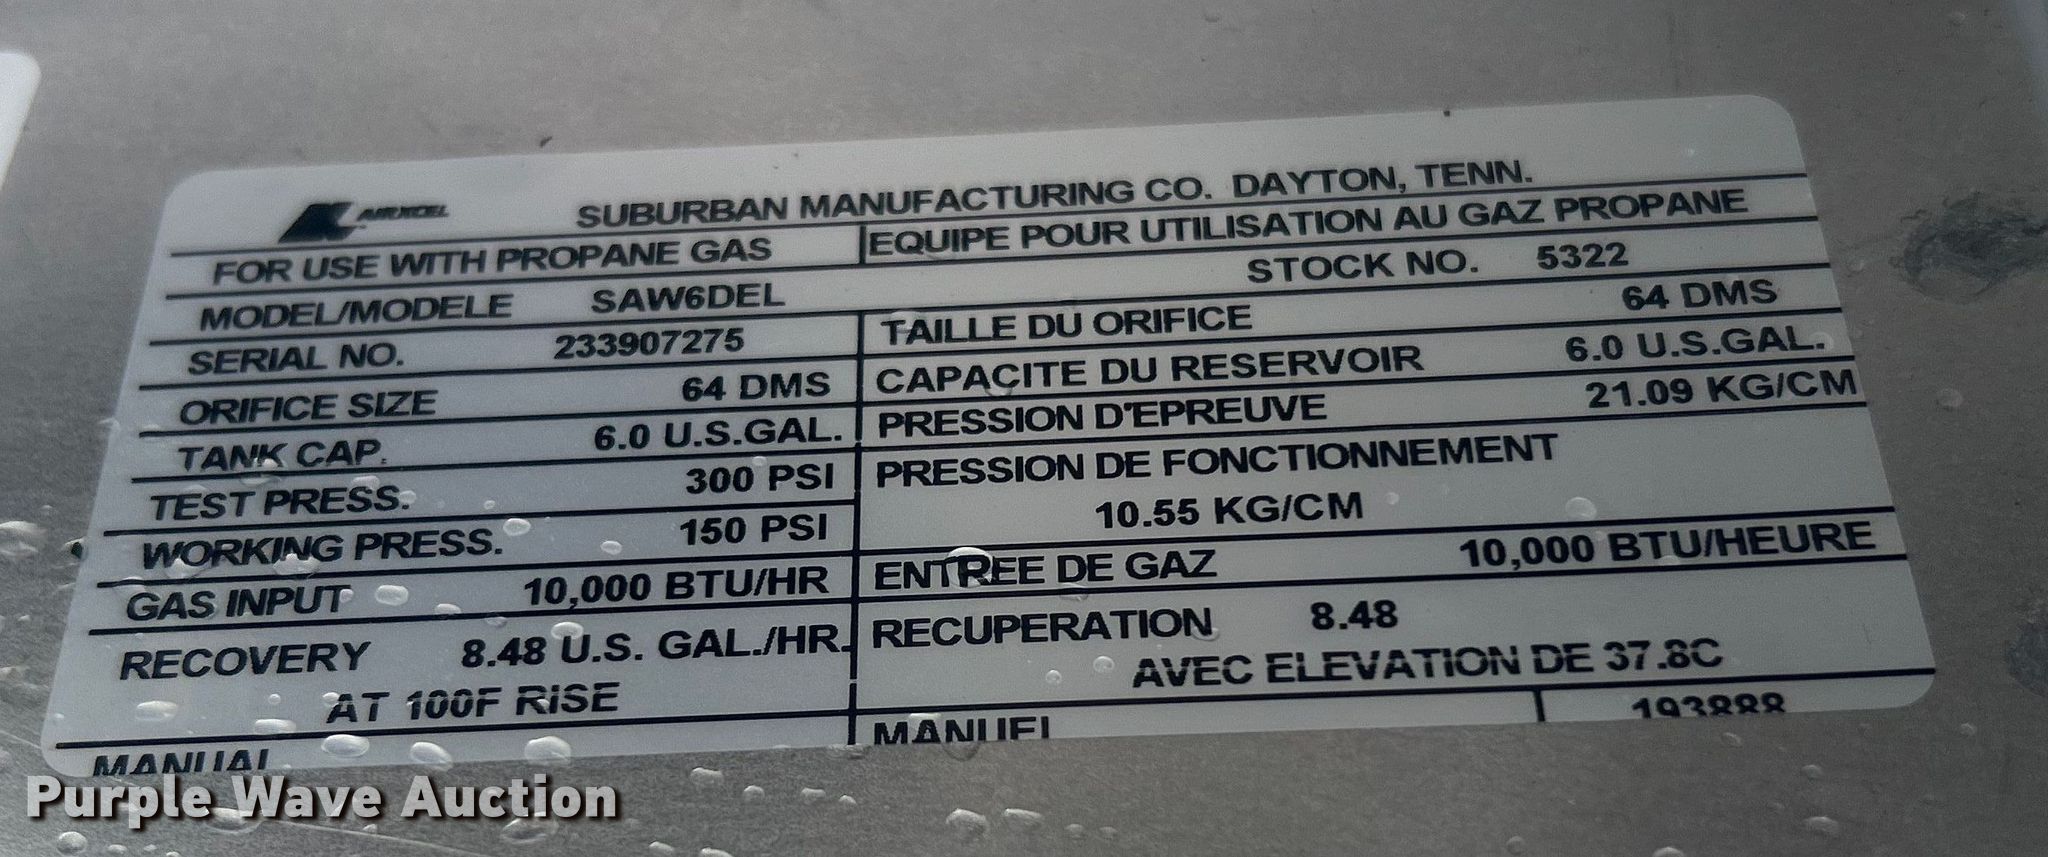 AIRXCEL
SUBURBAN MANUFACTURING CO. DAYTON, TENN.
FOR USE WITH PROPANE GAS
EQUIPE POUR UTILISATION AU GAZ PROPANE
MODEL/MODELE SAW6DEL STOCK NO. 5322
SERIAL NO. 233907275
ORIFICE SIZE 64 DMS
TANK CAP. 6.0 U.S.GAL.
TEST PRESS. 300 PSI
WORKING PRESS. 150 PSI
GAS INPUT 10,000 BTU/HR
RECOVERY 8.48 U.S. GAL./HR.
AT 100F RISE
MANUAL
TAILLE DU ORIFICE 64 DMS
CAPACITE DU RESERVOIR 6.0 U.S.GAL.
PRESSION D'EPREUVE 21.09 KG/CM
PRESSION DE FONCTIONNEMENT
10.55 KG/CM
ENTREE DE GAZ 10,000 BTU/HEURE
RECUPERATION 8.48
AVEC ELEVATION DE 37.8C
MANUEL 193888
Purple Wave Auction